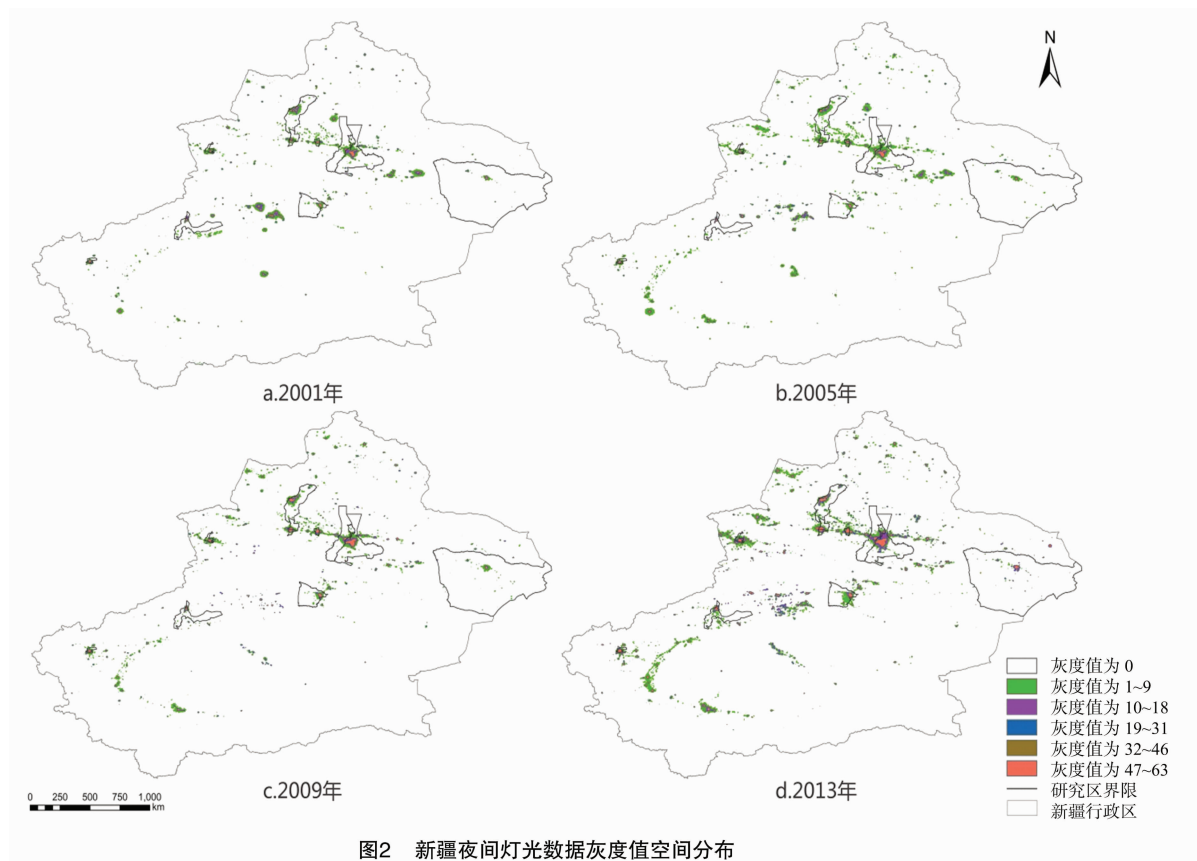 N
a.2001年
b.2005年
c.2009年
d.2013年
0 250 500 750 1,000
km
灰度值为 0
灰度值为 1~9
灰度值为 10~18
灰度值为 19~31
灰度值为 32~46
灰度值为 47~63
研究区界限
新疆行政区
图2 新疆夜间灯光数据灰度值空间分布